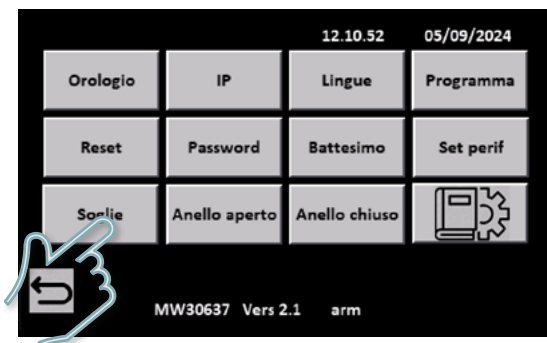 12.10.52 05/09/2024
Orologio IP Lingue Programma
Reset Password Battesimo Set perif
Soglie Anello aperto Anello chiuso
MW30637 Vers 2.1 arm